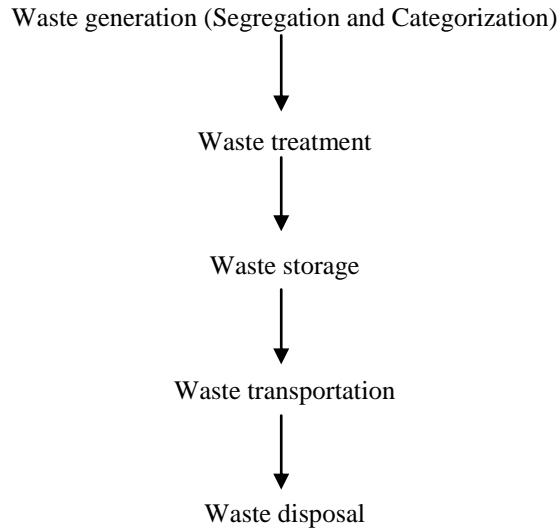 Waste generation (Segregation and Categorization)
Waste treatment
Waste storage
Waste transportation
Waste disposal